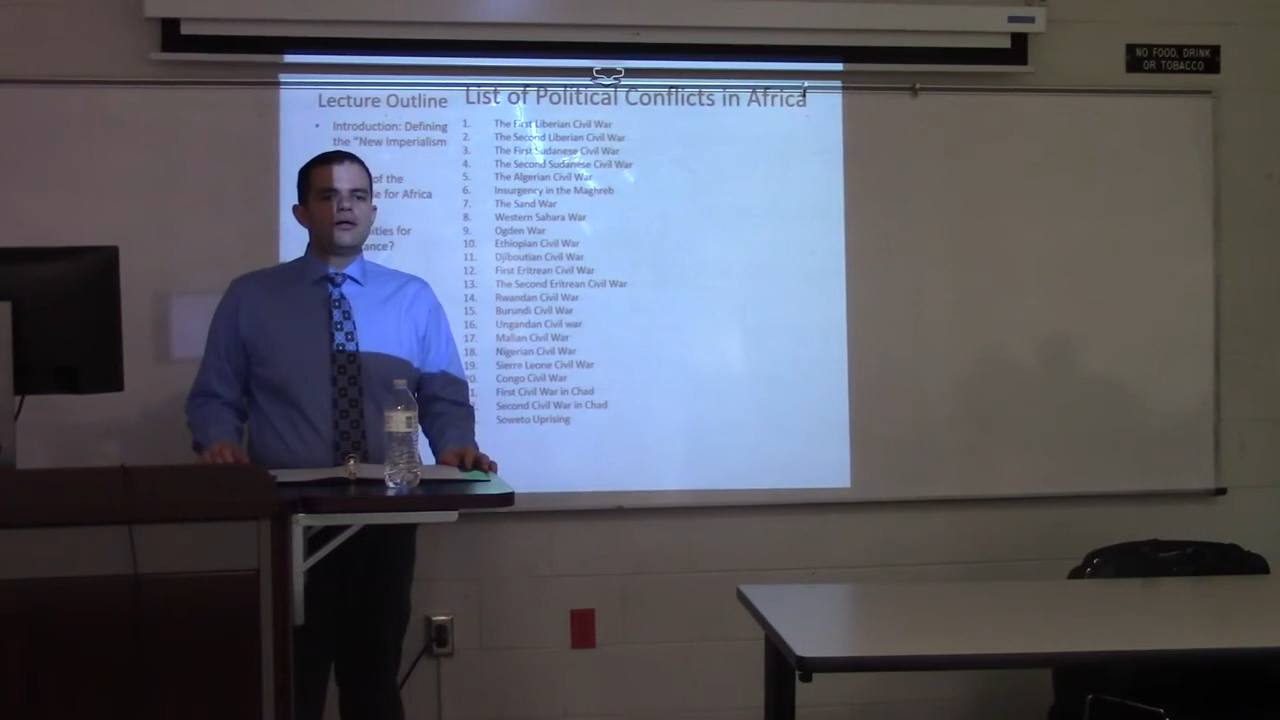 NO FOOD, DRINK
OR TOBACCO
Lecture Outline
• Introduction: Defining
the "New Imperialism
of the
for Africa
for
List of Political Conflicts in Africa
1. The First Liberian Civil War
2. The Second Liberian Civil War
3. The First Sudanese Civil War
4. The Second Sudanese Civil War
5. The Algerian Civil War
6. Insurgency in the Maghreb
7. The Sand War
8. Western Sahara War
9. Ogden War
10. Ethiopian Civil War
11. Djiboutian Civil War
12. First Eritrean Civil War
13. The Second Eritrean Civil War
14. Rwandan Civil War
15. Burundi Civil War
16. Ungandan Civil war
17. Malian Civil War
18. Nigerian Civil War
19. Sierre Leone Civil War
Congo Civil War
First Civil War in Chad
Second Civil War in Chad
Soweto Uprising